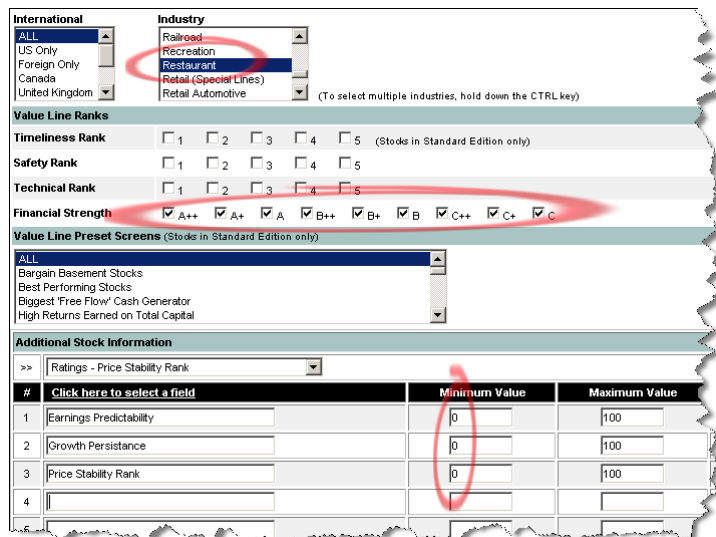 International Industry
ALL
US Only
Foreign Only
Canada
United Kingdom
Railroad
Recreation
Restaurant
Retail (Special Lines)
Retail Automotive
(To select multiple industries, hold down the CTRL key)
Value Line Ranks
Timeliness Rank 1 2 3 4 5 (Stocks in Standard Edition only)
Safety Rank 1 2 3 4 5
Technical Rank 1 2 3 4 5
Financial Strength A++ A+ A B++ B+ B C++ C+ C
Value Line Preset Screens (Stocks in Standard Edition only)
ALL
Bargain Basement Stocks
Best Performing Stocks
Biggest 'Free Flow' Cash Generator
High Returns Earned on Total Capital
Additional Stock Information
>> Ratings - Price Stability Rank
# Click here to select a field Minimum Value Maximum Value
1 Earnings Predictability 0 100
2 Growth Persistance 0 100
3 Price Stability Rank 0 100
4